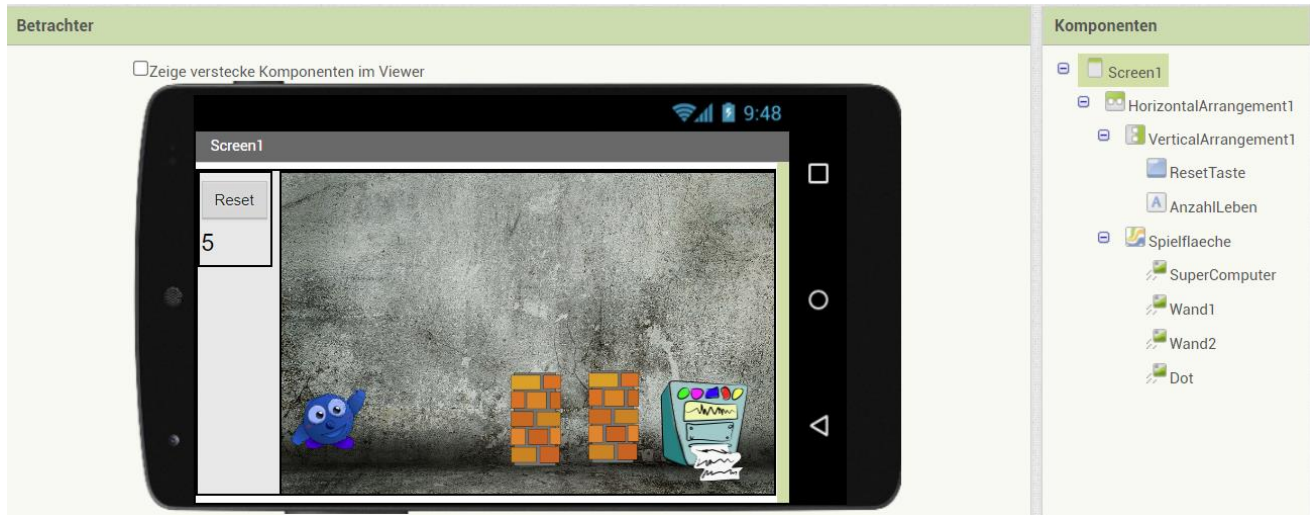 Betrachter
Zeige verstecke Komponenten im Viewer
9:48
Screen1
Reset
5
Komponenten
Screen1
HorizontalArrangement1
VerticalArrangement1
ResetTaste
AnzahlLeben
Spielflaeche
SuperComputer
Wand1
Wand2
Dot